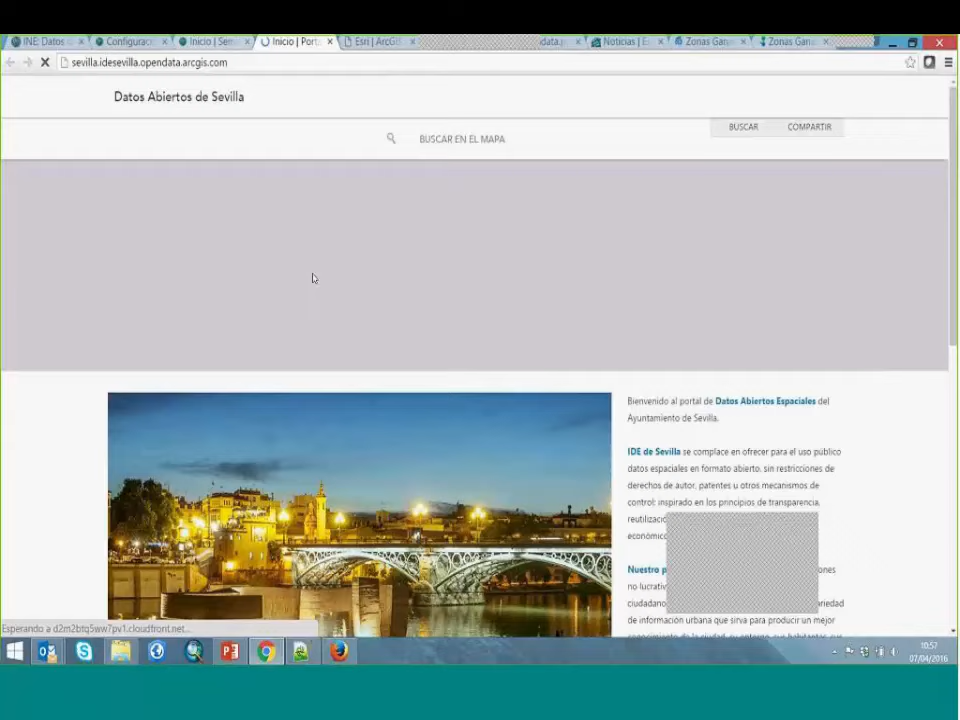 INE: Datos
Configurac
Inicio | Sem
Inicio | Port
Esri | ArcGIS
data.p
Noticias | E
Zonas Gana
Zonas Gana
sevilla.idesevilla.opendata.arcgis.com
Datos Abiertos de Sevilla
BUSCAR EN EL MAPA
BUSCAR COMPARTIR
Bienvenido al portal de Datos Abiertos Espaciales del
Ayuntamiento de Sevilla.
IDE de Sevilla se complace en ofrecer para el uso público
datos espaciales en formato abierto, sin restricciones de
derechos de autor, patentes u otros mecanismos de
control; inspirado en los principios de transparencia,
reutilizació
económic
Nuestro p ones
no lucrativ
ciudadano ariedad
de información urbana que sirva para producir un mejor
Esperando a d2m2btq5ww7pv1.cloudfront.net...
10:57
07/04/2016